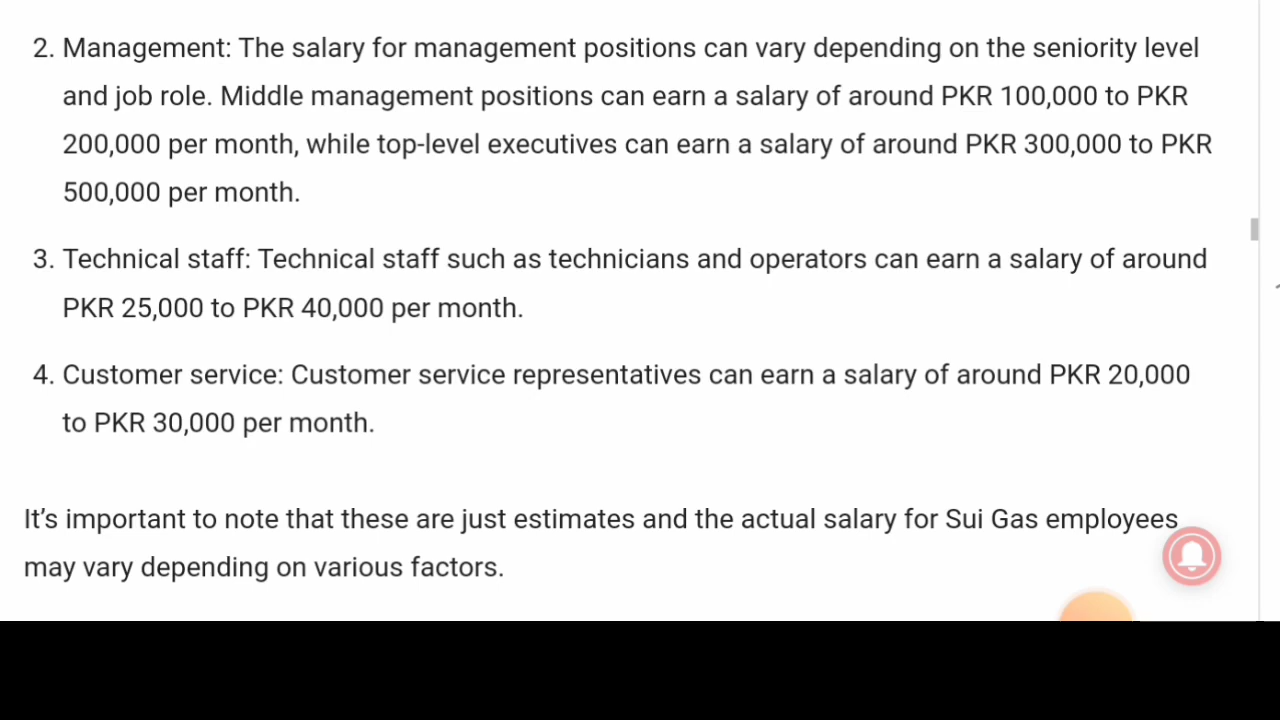 2. Management: The salary for management positions can vary depending on the seniority level
and job role. Middle management positions can earn a salary of around PKR 100,000 to PKR
200,000 per month, while top-level executives can earn a salary of around PKR 300,000 to PKR
500,000 per month.
3. Technical staff: Technical staff such as technicians and operators can earn a salary of around
PKR 25,000 to PKR 40,000 per month.
4. Customer service: Customer service representatives can earn a salary of around PKR 20,000
to PKR 30,000 per month.
It’s important to note that these are just estimates and the actual salary for Sui Gas employees
may vary depending on various factors.